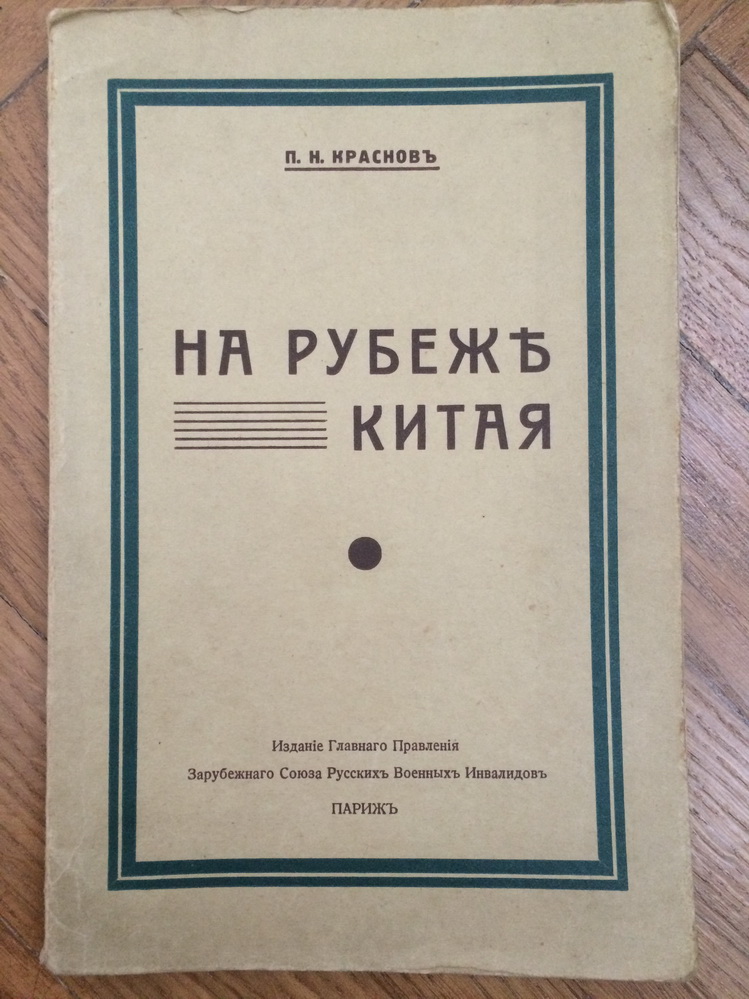 П. Н. КРАСНОВЪ
НА РУБЕЖѢ
КИТАЯ
Изданіе Главнаго Правленія
Зарубежнаго Союза Русскихъ Военныхъ Инвалидовъ
ПАРИЖЪ